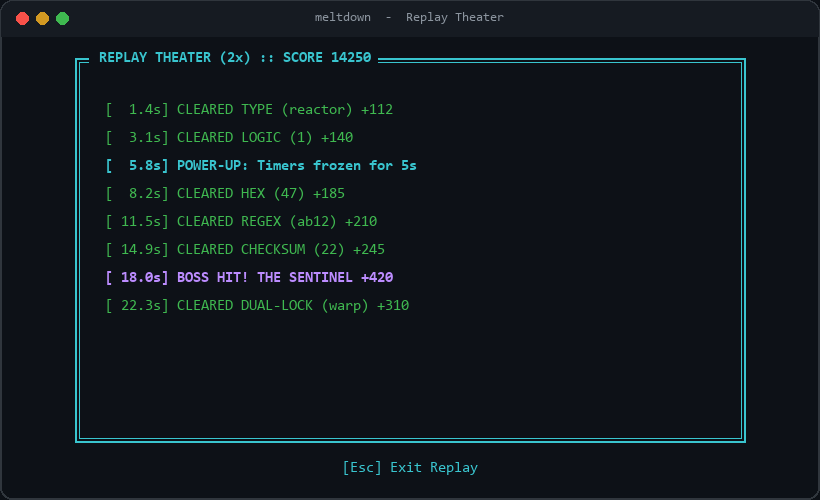 meltdown  -  Replay Theater
REPLAY THEATER (2x) :: SCORE 14250
[  1.4s] CLEARED TYPE (reactor) +112
[  3.1s] CLEARED LOGIC (1) +140
[  5.8s] POWER-UP: Timers frozen for 5s
[  8.2s] CLEARED HEX (47) +185
[ 11.5s] CLEARED REGEX (ab12) +210
[ 14.9s] CLEARED CHECKSUM (22) +245
[ 18.0s] BOSS HIT! THE SENTINEL +420
[ 22.3s] CLEARED DUAL-LOCK (warp) +310
[Esc] Exit Replay